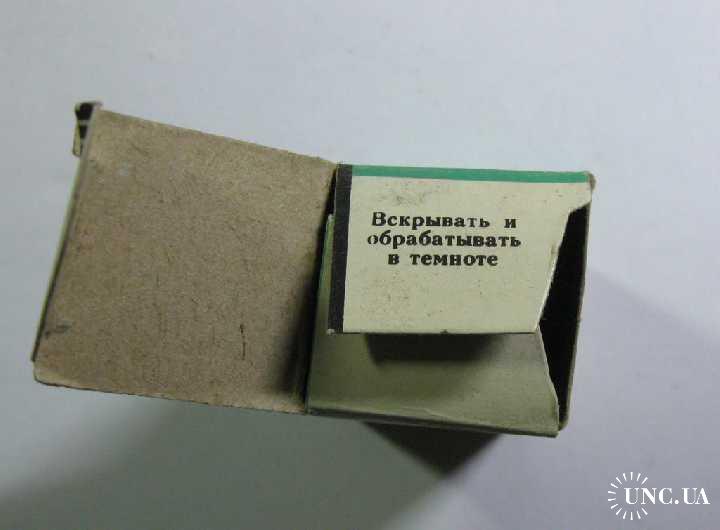 Вскрывать и
обрабатывать
в темноте
UNC.UA